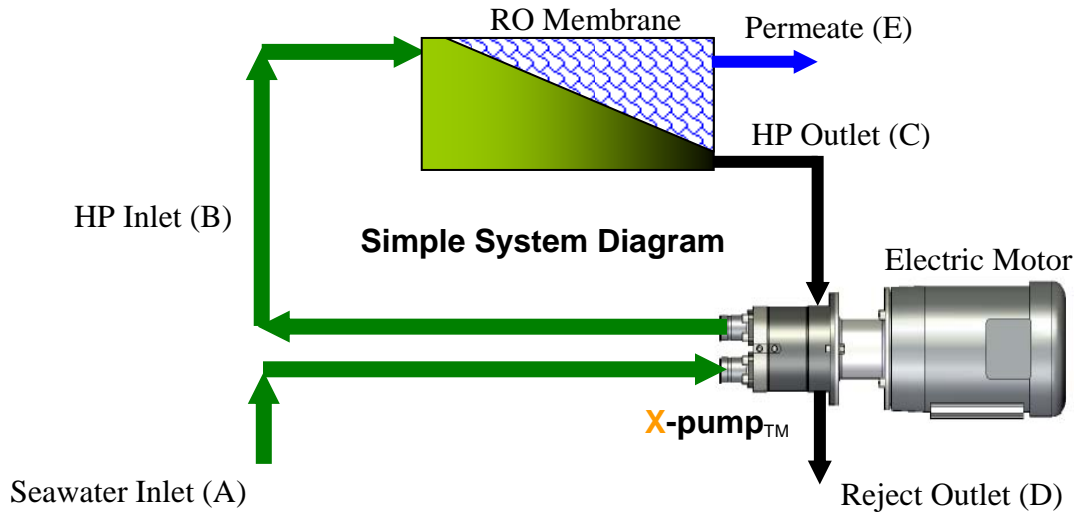 RO Membrane
Permeate (E)
HP Outlet (C)
HP Inlet (B)
Simple System Diagram
Electric Motor
X-pumpTM
Seawater Inlet (A)
Reject Outlet (D)